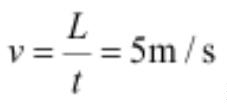 v = L/t = 5m/s